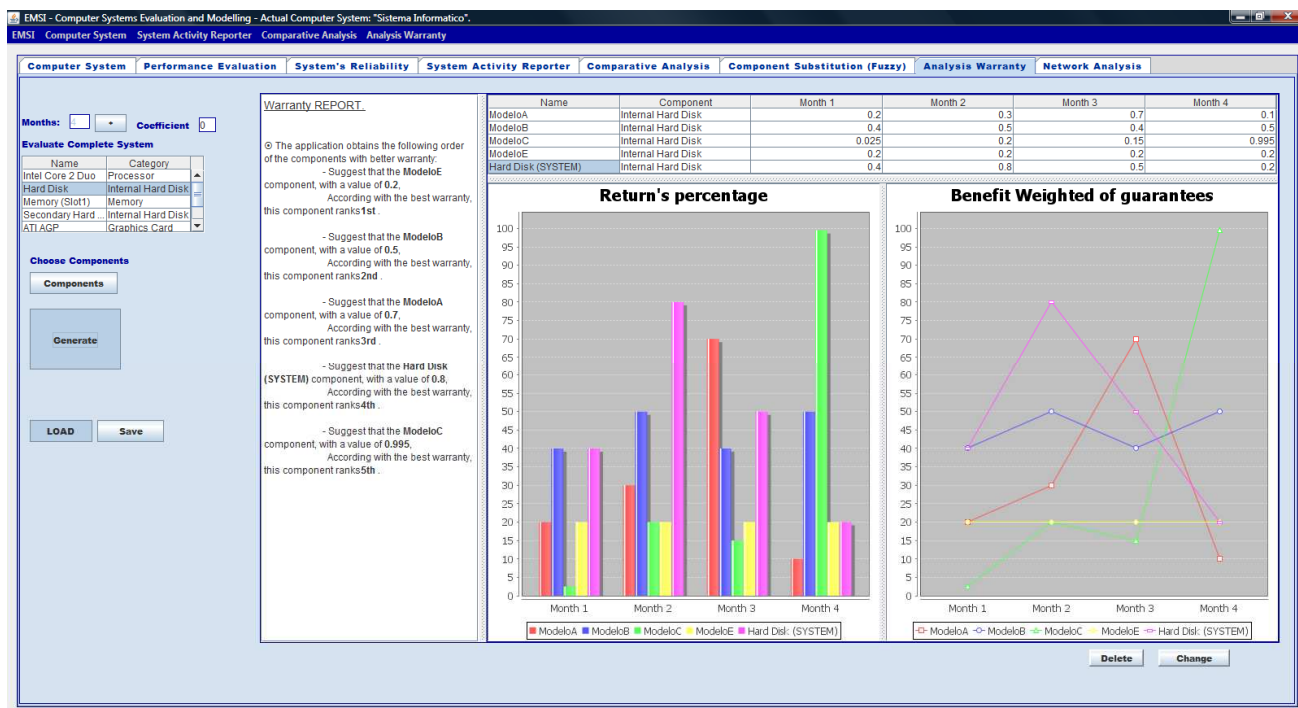 EMSI - Computer Systems Evaluation and Modelling - Actual Computer System: "Sistema Informatico".
EMSI Computer System System Activity Reporter Comparative Analysis Analysis Warranty
Computer System Performance Evaluation System's Reliability System Activity Reporter Comparative Analysis Component Substitution (Fuzzy) Analysis Warranty Network Analysis
Months: 4 Coefficient 0
Evaluate Complete System
Name Category
Intel Core 2 Duo Processor
Hard Disk Internal Hard Disk
Memory (Slot1) Memory
Secondary Hard ... Internal Hard Disk
ATI AGP Graphics Card
Choose Components
Components
Generate
LOAD Save
Warranty REPORT.
⊙ The application obtains the following order
of the components with better warranty:
- Suggest that the ModeloE
component, with a value of 0.2,
According with the best warranty,
this component ranks1st .
- Suggest that the ModeloB
component, with a value of 0.5,
According with the best warranty,
this component ranks2nd .
- Suggest that the ModeloA
component, with a value of 0.7,
According with the best warranty,
this component ranks3rd .
- Suggest that the Hard Disk
(SYSTEM) component, with a value of 0.8,
According with the best warranty,
this component ranks4th .
- Suggest that the ModeloC
component, with a value of 0.995,
According with the best warranty,
this component ranks5th .
Name Component Month 1 Month 2 Month 3 Month 4
ModeloA Internal Hard Disk 0.2 0.3 0.7 0.1
ModeloB Internal Hard Disk 0.4 0.5 0.4 0.5
ModeloC Internal Hard Disk 0.025 0.2 0.15 0.995
ModeloE Internal Hard Disk 0.2 0.2 0.2 0.2
Hard Disk (SYSTEM) Internal Hard Disk 0.4 0.8 0.5 0.2
Return's percentage
100
95
90
85
80
75
70
65
60
55
50
45
40
35
30
25
20
15
10
5
0
Month 1 Month 2 Month 3 Month 4
ModeloA ModeloB ModeloC ModeloE Hard Disk (SYSTEM)
Benefit Weighted of guarantees
100
95
90
85
80
75
70
65
60
55
50
45
40
35
30
25
20
15
10
5
0
Month 1 Month 2 Month 3 Month 4
ModeloA ModeloB ModeloC ModeloE Hard Disk (SYSTEM)
Delete Change